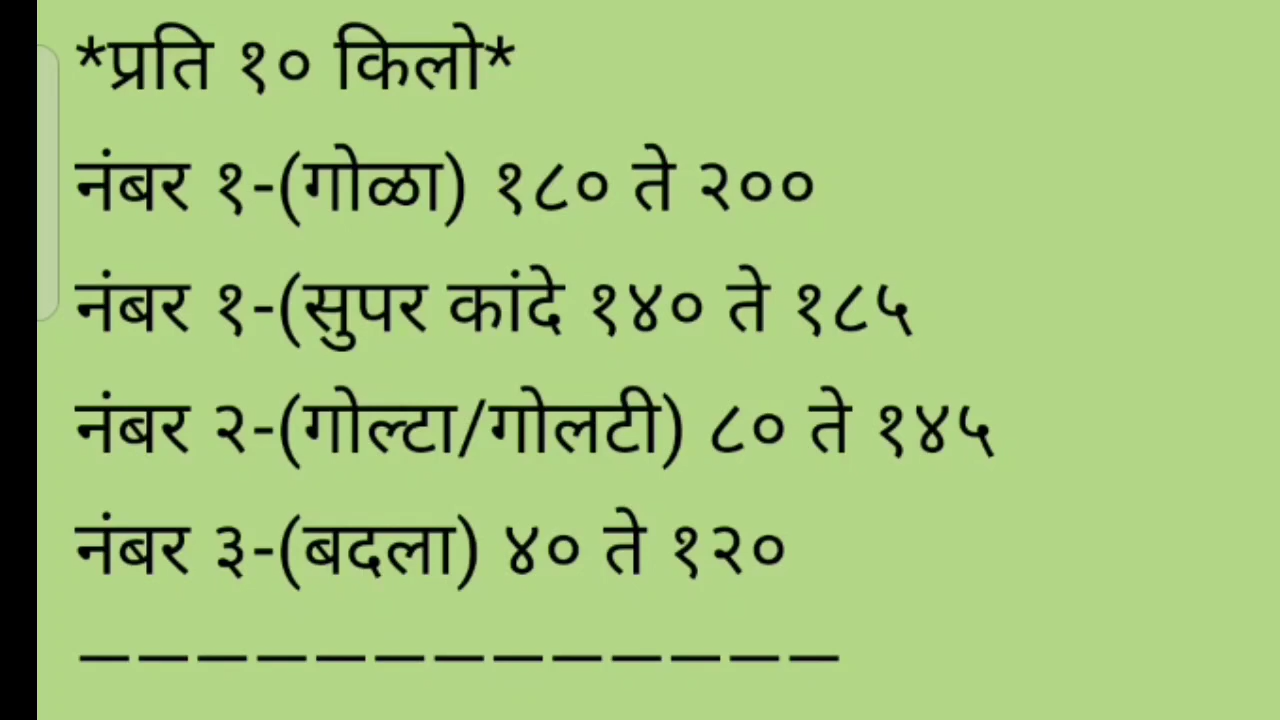 *प्रति १० किलो*
नंबर १-(गोळा) १८० ते २००
नंबर १-(सुपर कांदे १४० ते १८५
नंबर २-(गोल्टा/गोलटी) ८० ते १४५
नंबर ३-(बदला) ४० ते १२०
—————————————